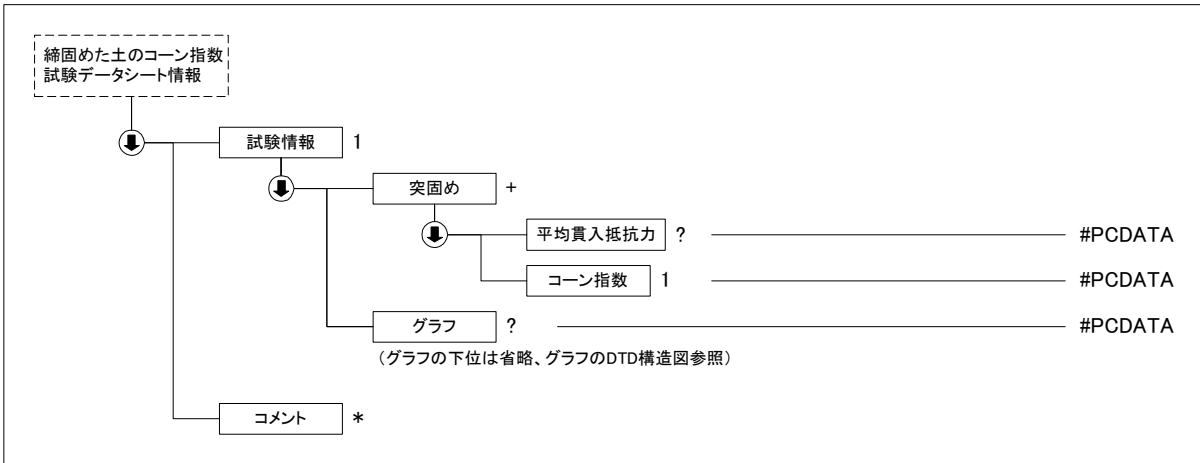 締固めた土のコーン指数
試験データシート情報
試験情報 1
突固め +
平均貫入抵抗力 ? #PCDATA
コーン指数 1 #PCDATA
グラフ ? #PCDATA
(グラフの下位は省略、グラフのDTD構造図参照)
コメント *